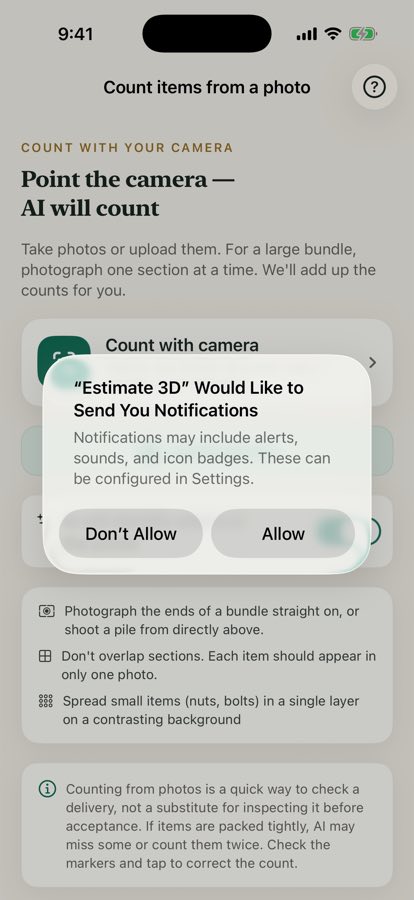 9:41
Count items from a photo
COUNT WITH YOUR CAMERA
Point the camera —
AI will count
Take photos or upload them. For a large bundle,
photograph one section at a time. We'll add up the
counts for you.
Count with camera
“Estimate 3D” Would Like to
Send You Notifications
Notifications may include alerts,
sounds, and icon badges. These can
be configured in Settings.
Don’t Allow
Allow
Photograph the ends of a bundle straight on, or
shoot a pile from directly above.
Don't overlap sections. Each item should appear in
only one photo.
Spread small items (nuts, bolts) in a single layer
on a contrasting background
Counting from photos is a quick way to check a
delivery, not a substitute for inspecting it before
acceptance. If items are packed tightly, AI may
miss some or count them twice. Check the
markers and tap to correct the count.